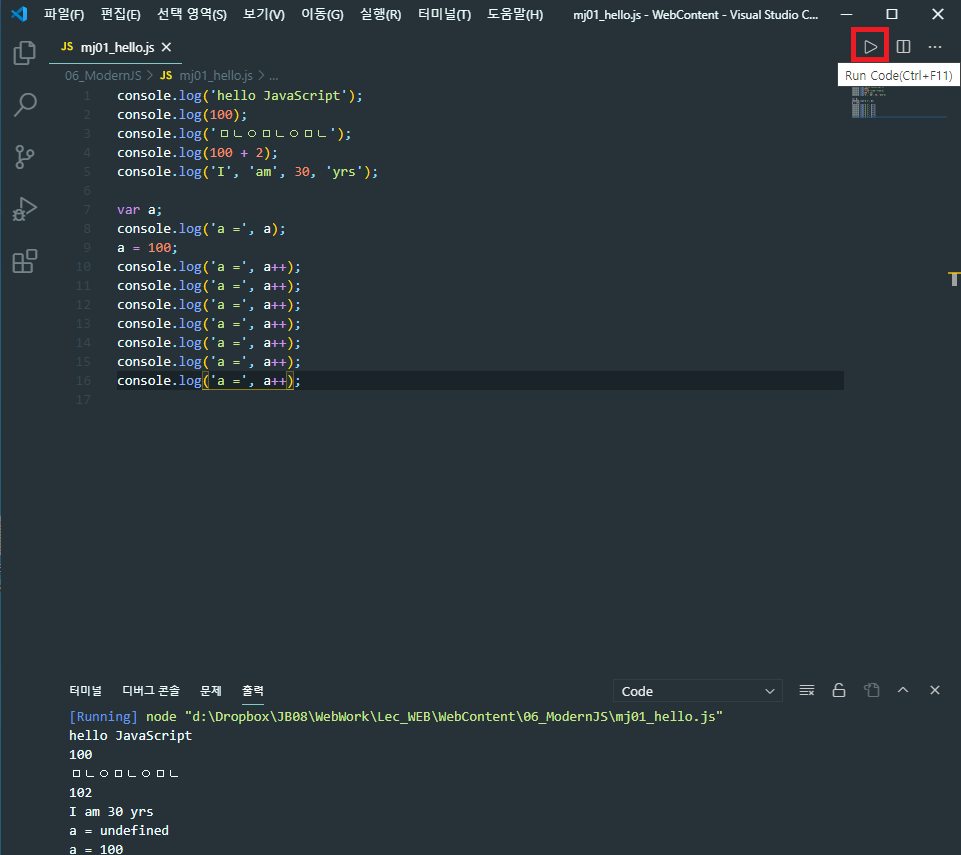 파일(F) 편집(E) 선택 영역(S) 보기(V) 이동(G) 실행(R) 터미널(T) 도움말(H) mj01_hello.js - WebContent - Visual Studio C...
JS mj01_hello.js
Run Code(Ctrl+F11)
06_ModernJS > JS mj01_hello.js > ...
1 console.log('hello JavaScript');
2 console.log(100);
3 console.log('ㅁㄴㅇㅁㄴㅇㅁㄴ');
4 console.log(100 + 2);
5 console.log('I', 'am', 30, 'yrs');
6
7 var a;
8 console.log('a =', a);
9 a = 100;
10 console.log('a =', a++);
11 console.log('a =', a++);
12 console.log('a =', a++);
13 console.log('a =', a++);
14 console.log('a =', a++);
15 console.log('a =', a++);
16 console.log('a =', a++);
17
터미널 디버그 콘솔 문제 출력 Code
[Running] node "d:\Dropbox\JB08\WebWork\Lec_WEB\WebContent\06_ModernJS\mj01_hello.js"
hello JavaScript
100
ㅁㄴㅇㅁㄴㅇㅁㄴ
102
I am 30 yrs
a = undefined
a = 100